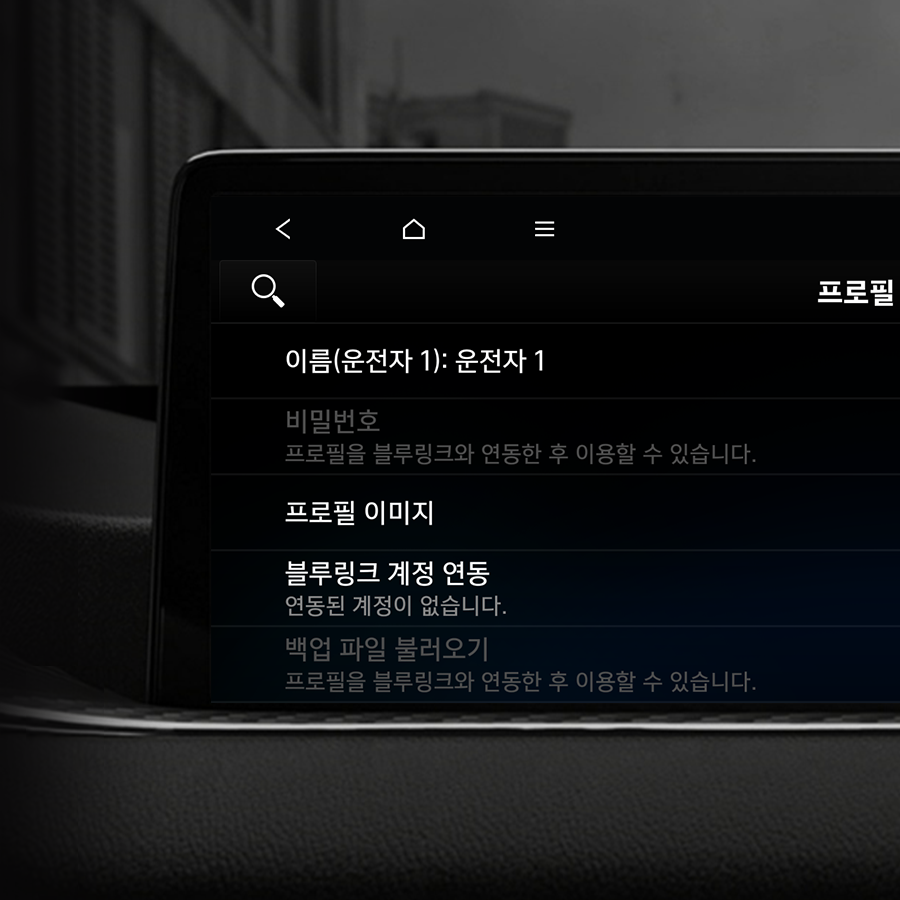 프로필
이름(운전자 1): 운전자 1
비밀번호
프로필을 블루링크와 연동한 후 이용할 수 있습니다.
프로필 이미지
블루링크 계정 연동
연동된 계정이 없습니다.
백업 파일 불러오기
프로필을 블루링크와 연동한 후 이용할 수 있습니다.